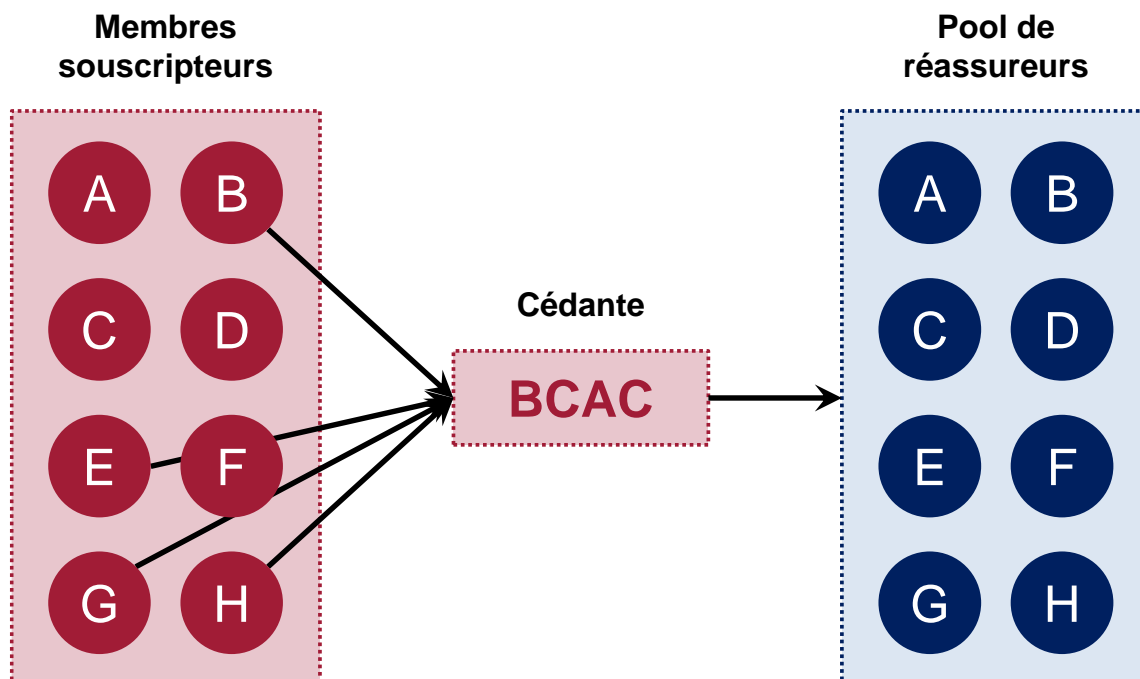 Membres
souscripteurs
A B
C D
E F
G H
Cédante
BCAC
Pool de
réassureurs
A B
C D
E F
G H